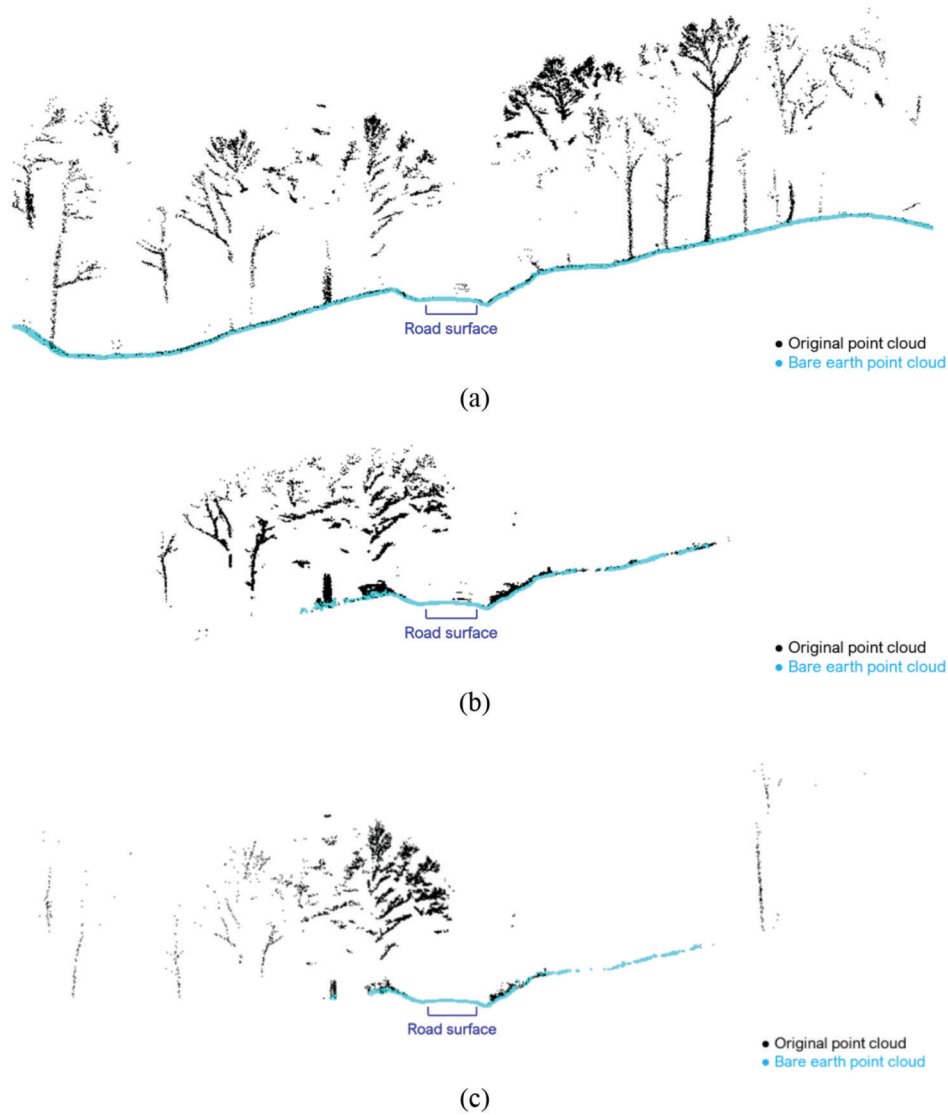 Road surface
● Original point cloud
● Bare earth point cloud
(a)
Road surface
● Original point cloud
● Bare earth point cloud
(b)
Road surface
● Original point cloud
● Bare earth point cloud
(c)